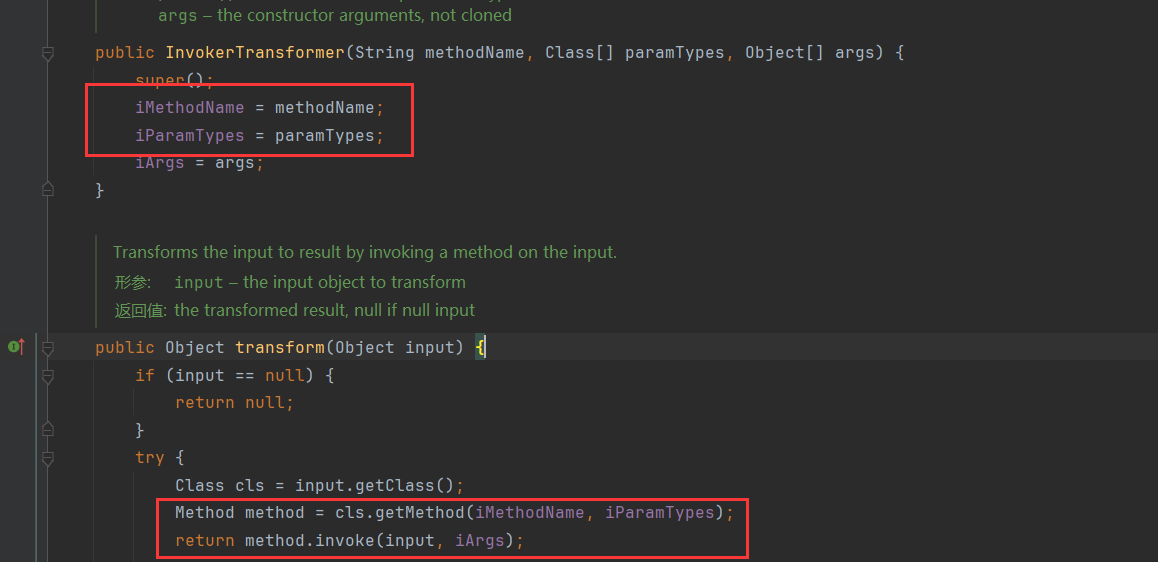 args – the constructor arguments, not cloned
public InvokerTransformer(String methodName, Class[] paramTypes, Object[] args) {
super();
iMethodName = methodName;
iParamTypes = paramTypes;
iArgs = args;
}
Transforms the input to result by invoking a method on the input.
形参: input – the input object to transform
返回值: the transformed result, null if null input
public Object transform(Object input) {
if (input == null) {
return null;
}
try {
Class cls = input.getClass();
Method method = cls.getMethod(iMethodName, iParamTypes);
return method.invoke(input, iArgs);